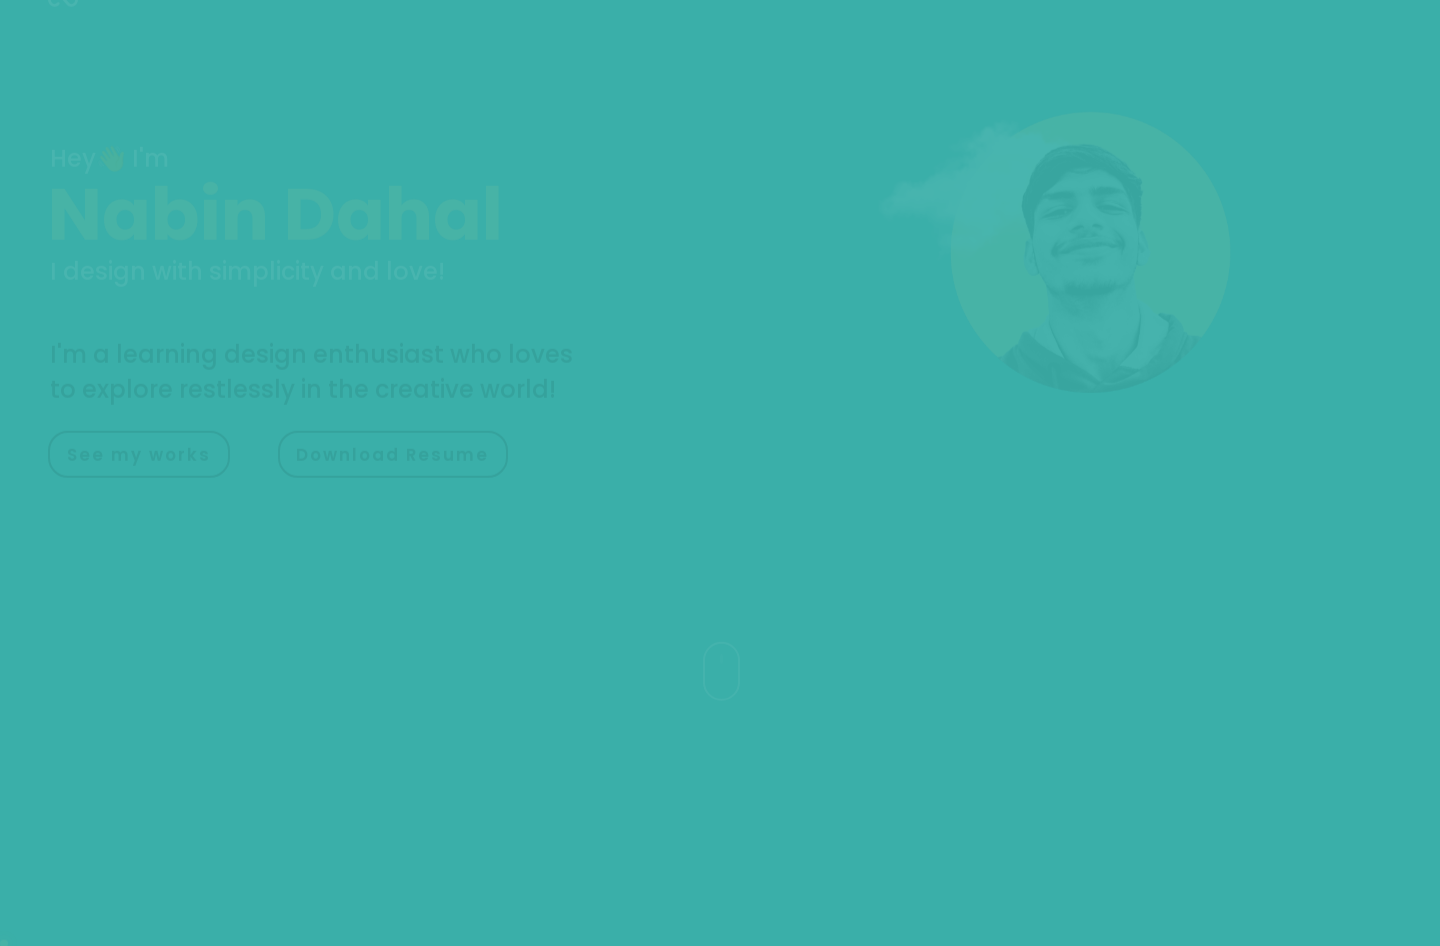 Hey 👋 I'm
Nabin Dahal
I design with simplicity and love!
I'm a learning design enthusiast who loves
to explore restlessly in the creative world!
See my works
Download Resume